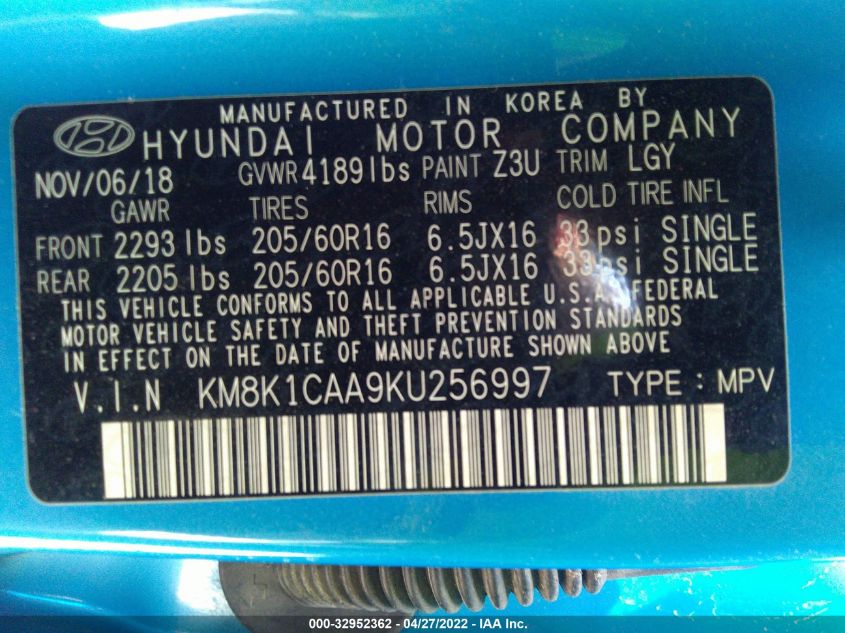 MANUFACTURED IN KOREA BY
HYUNDAI MOTOR COMPANY
NOV/06/18 GVWR 4189lbs PAINT Z3U TRIM LGY
GAWR TIRES RIMS COLD TIRE INFL
FRONT 2293 lbs 205/60R16 6.5JX16 33 psi SINGLE
REAR 2205 lbs 205/60R16 6.5JX16 33 psi SINGLE
THIS VEHICLE CONFORMS TO ALL APPLICABLE U.S.A. FEDERAL
MOTOR VEHICLE SAFETY AND THEFT PREVENTION STANDARDS
IN EFFECT ON THE DATE OF MANUFACTURE SHOWN ABOVE.
V.I.N KM8K1CAA9KU256997 TYPE : MPV
000-32952362 - 04/27/2022 - IAA Inc.